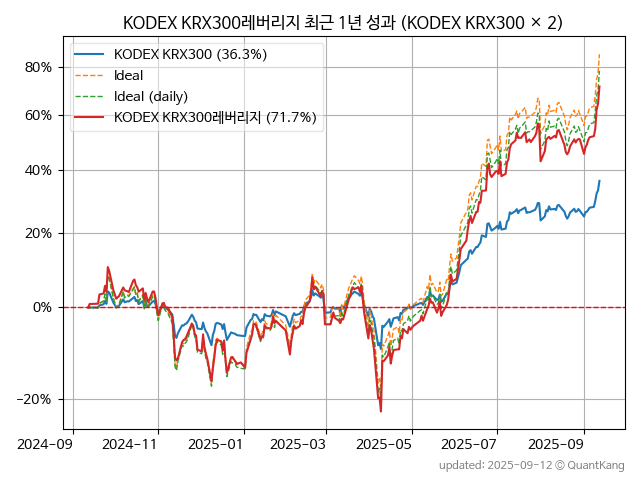 KODEX KRX300레버리지 최근 1년 성과 (KODEX KRX300 × 2)
KODEX KRX300 (36.3%)
Ideal
Ideal (daily)
KODEX KRX300레버리지 (71.7%)
80%
60%
40%
20%
0%
−20%
2024-09 2024-11 2025-01 2025-03 2025-05 2025-07 2025-09
updated: 2025-09-12 © QuantKang